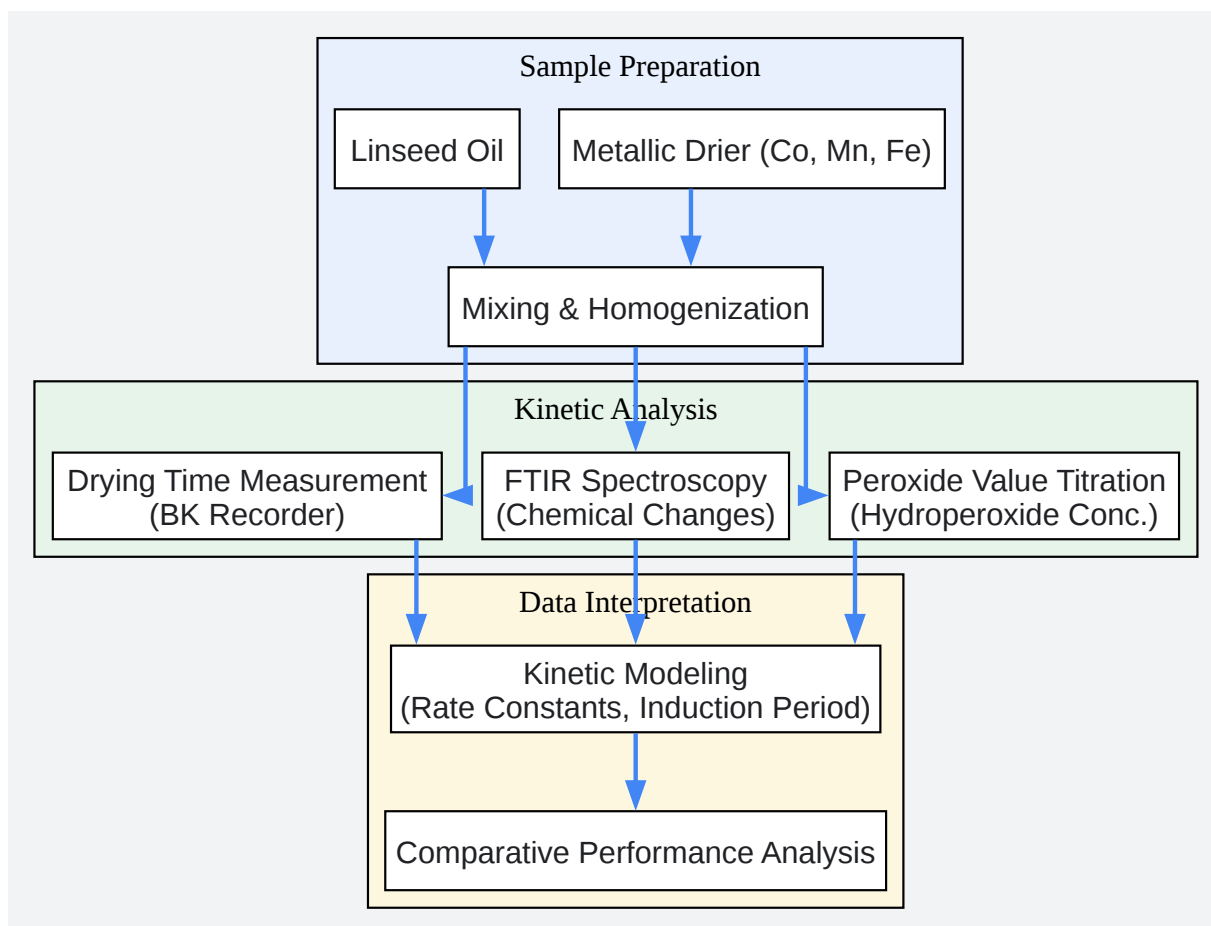 Sample Preparation
Linseed Oil
Metallic Drier (Co, Mn, Fe)
Mixing & Homogenization
Kinetic Analysis
Drying Time Measurement
(BK Recorder)
FTIR Spectroscopy
(Chemical Changes)
Peroxide Value Titration
(Hydroperoxide Conc.)
Data Interpretation
Kinetic Modeling
(Rate Constants, Induction Period)
Comparative Performance Analysis